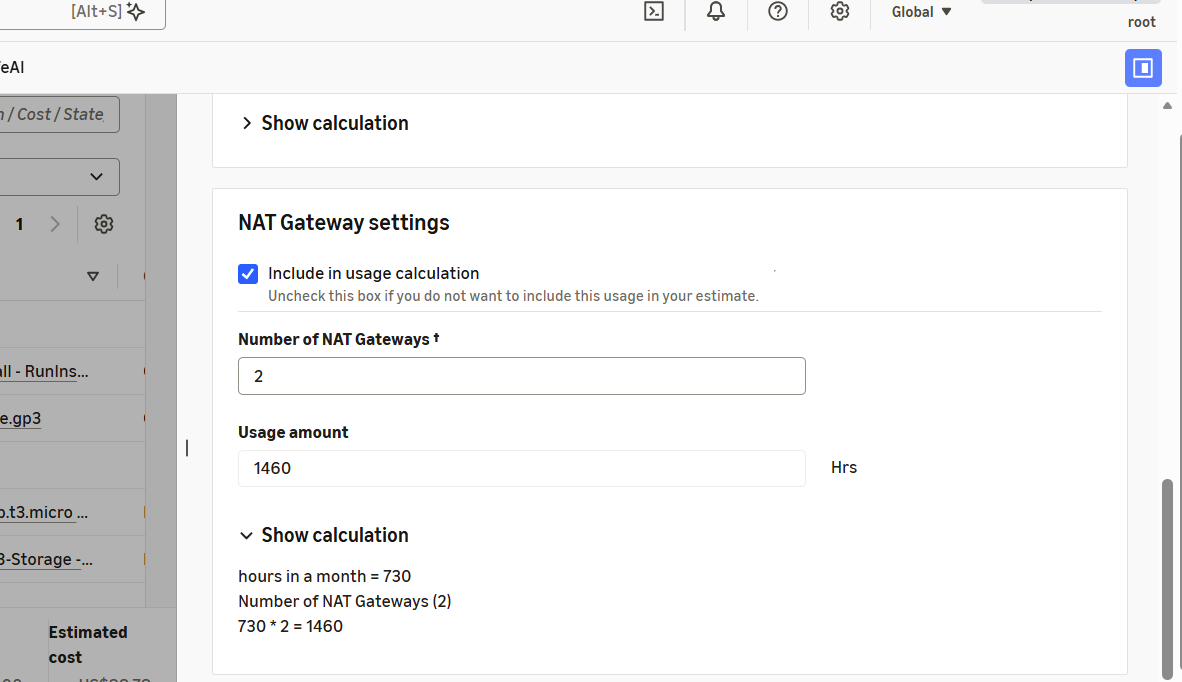 [Alt+S]
Global
root
eAI
n / Cost / State
Show calculation
1
NAT Gateway settings
Include in usage calculation
Uncheck this box if you do not want to include this usage in your estimate.
Number of NAT Gateways †
all - RunIns...
2
e.gp3
Usage amount
1460
Hrs
o.t3.micro ...
Show calculation
3-Storage -...
hours in a month = 730
Number of NAT Gateways (2)
730 * 2 = 1460
Estimated
cost